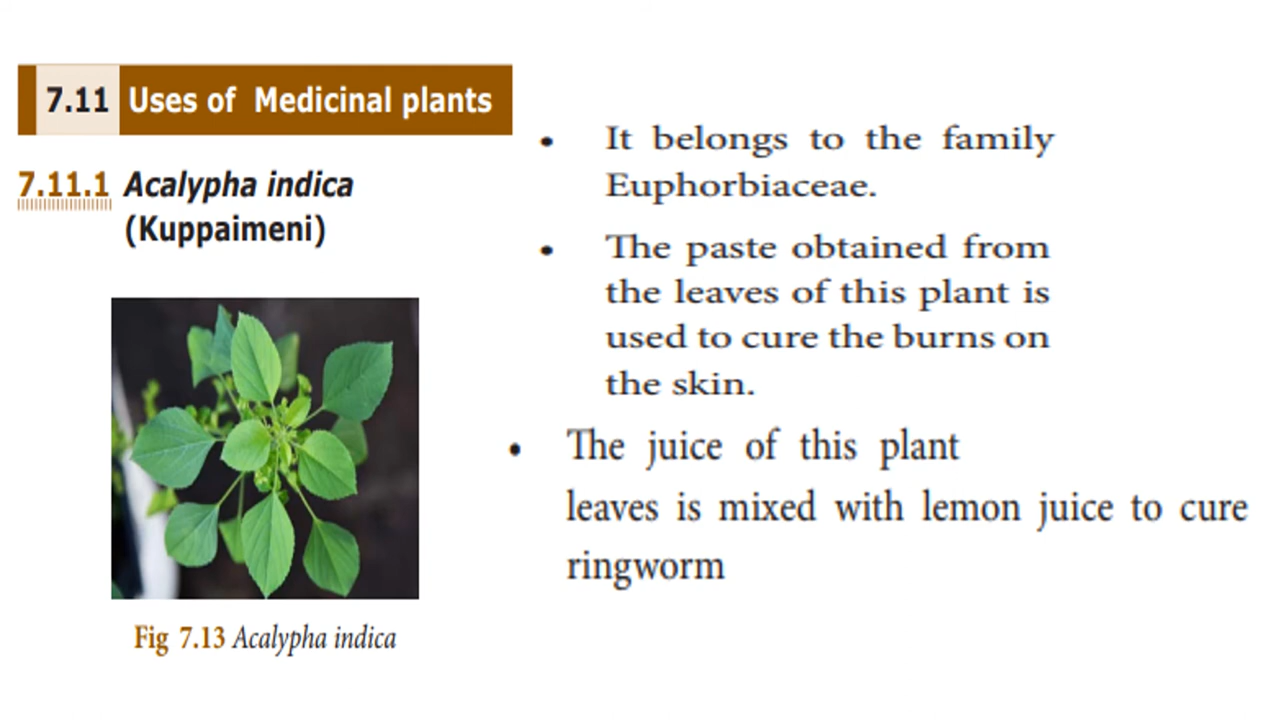 7.11 Uses of Medicinal plants
7.11.1 Acalypha indica
(Kuppaimeni)
Fig 7.13 Acalypha indica
• It belongs to the family
Euphorbiaceae.
• The paste obtained from
the leaves of this plant is
used to cure the burns on
the skin.
• The juice of this plant
leaves is mixed with lemon juice to cure
ringworm